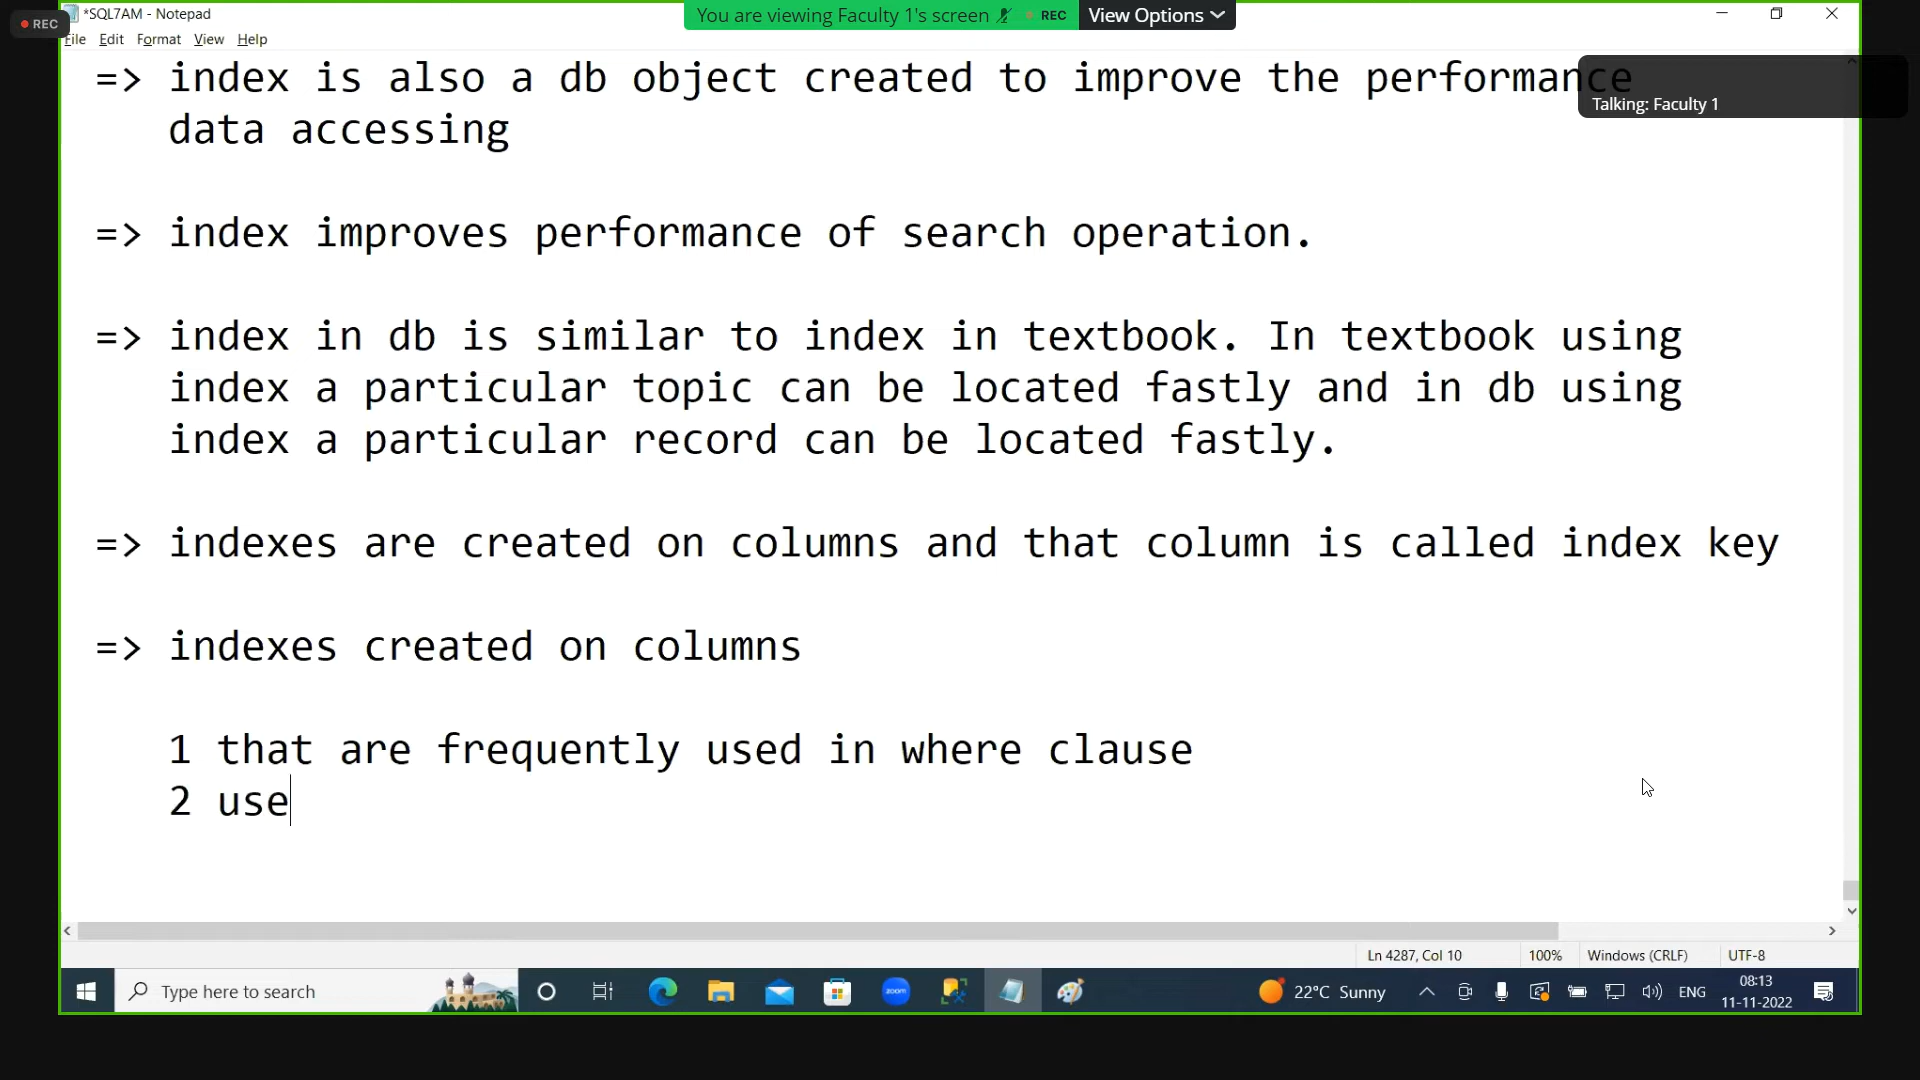 REC
*SQL7AM - Notepad
You are viewing Faculty 1's screen
REC
View Options
File Edit Format View Help
=> index is also a db object created to improve the performance
data accessing
Talking: Faculty 1
=> index improves performance of search operation.
=> index in db is similar to index in textbook. In textbook using
index a particular topic can be located fastly and in db using
index a particular record can be located fastly.
=> indexes are created on columns and that column is called index key
=> indexes created on columns
1 that are frequently used in where clause
2 use
Ln 4287, Col 10
100%
Windows (CRLF)
UTF-8
Type here to search
zoom
22°C Sunny
ENG
08:13
11-11-2022